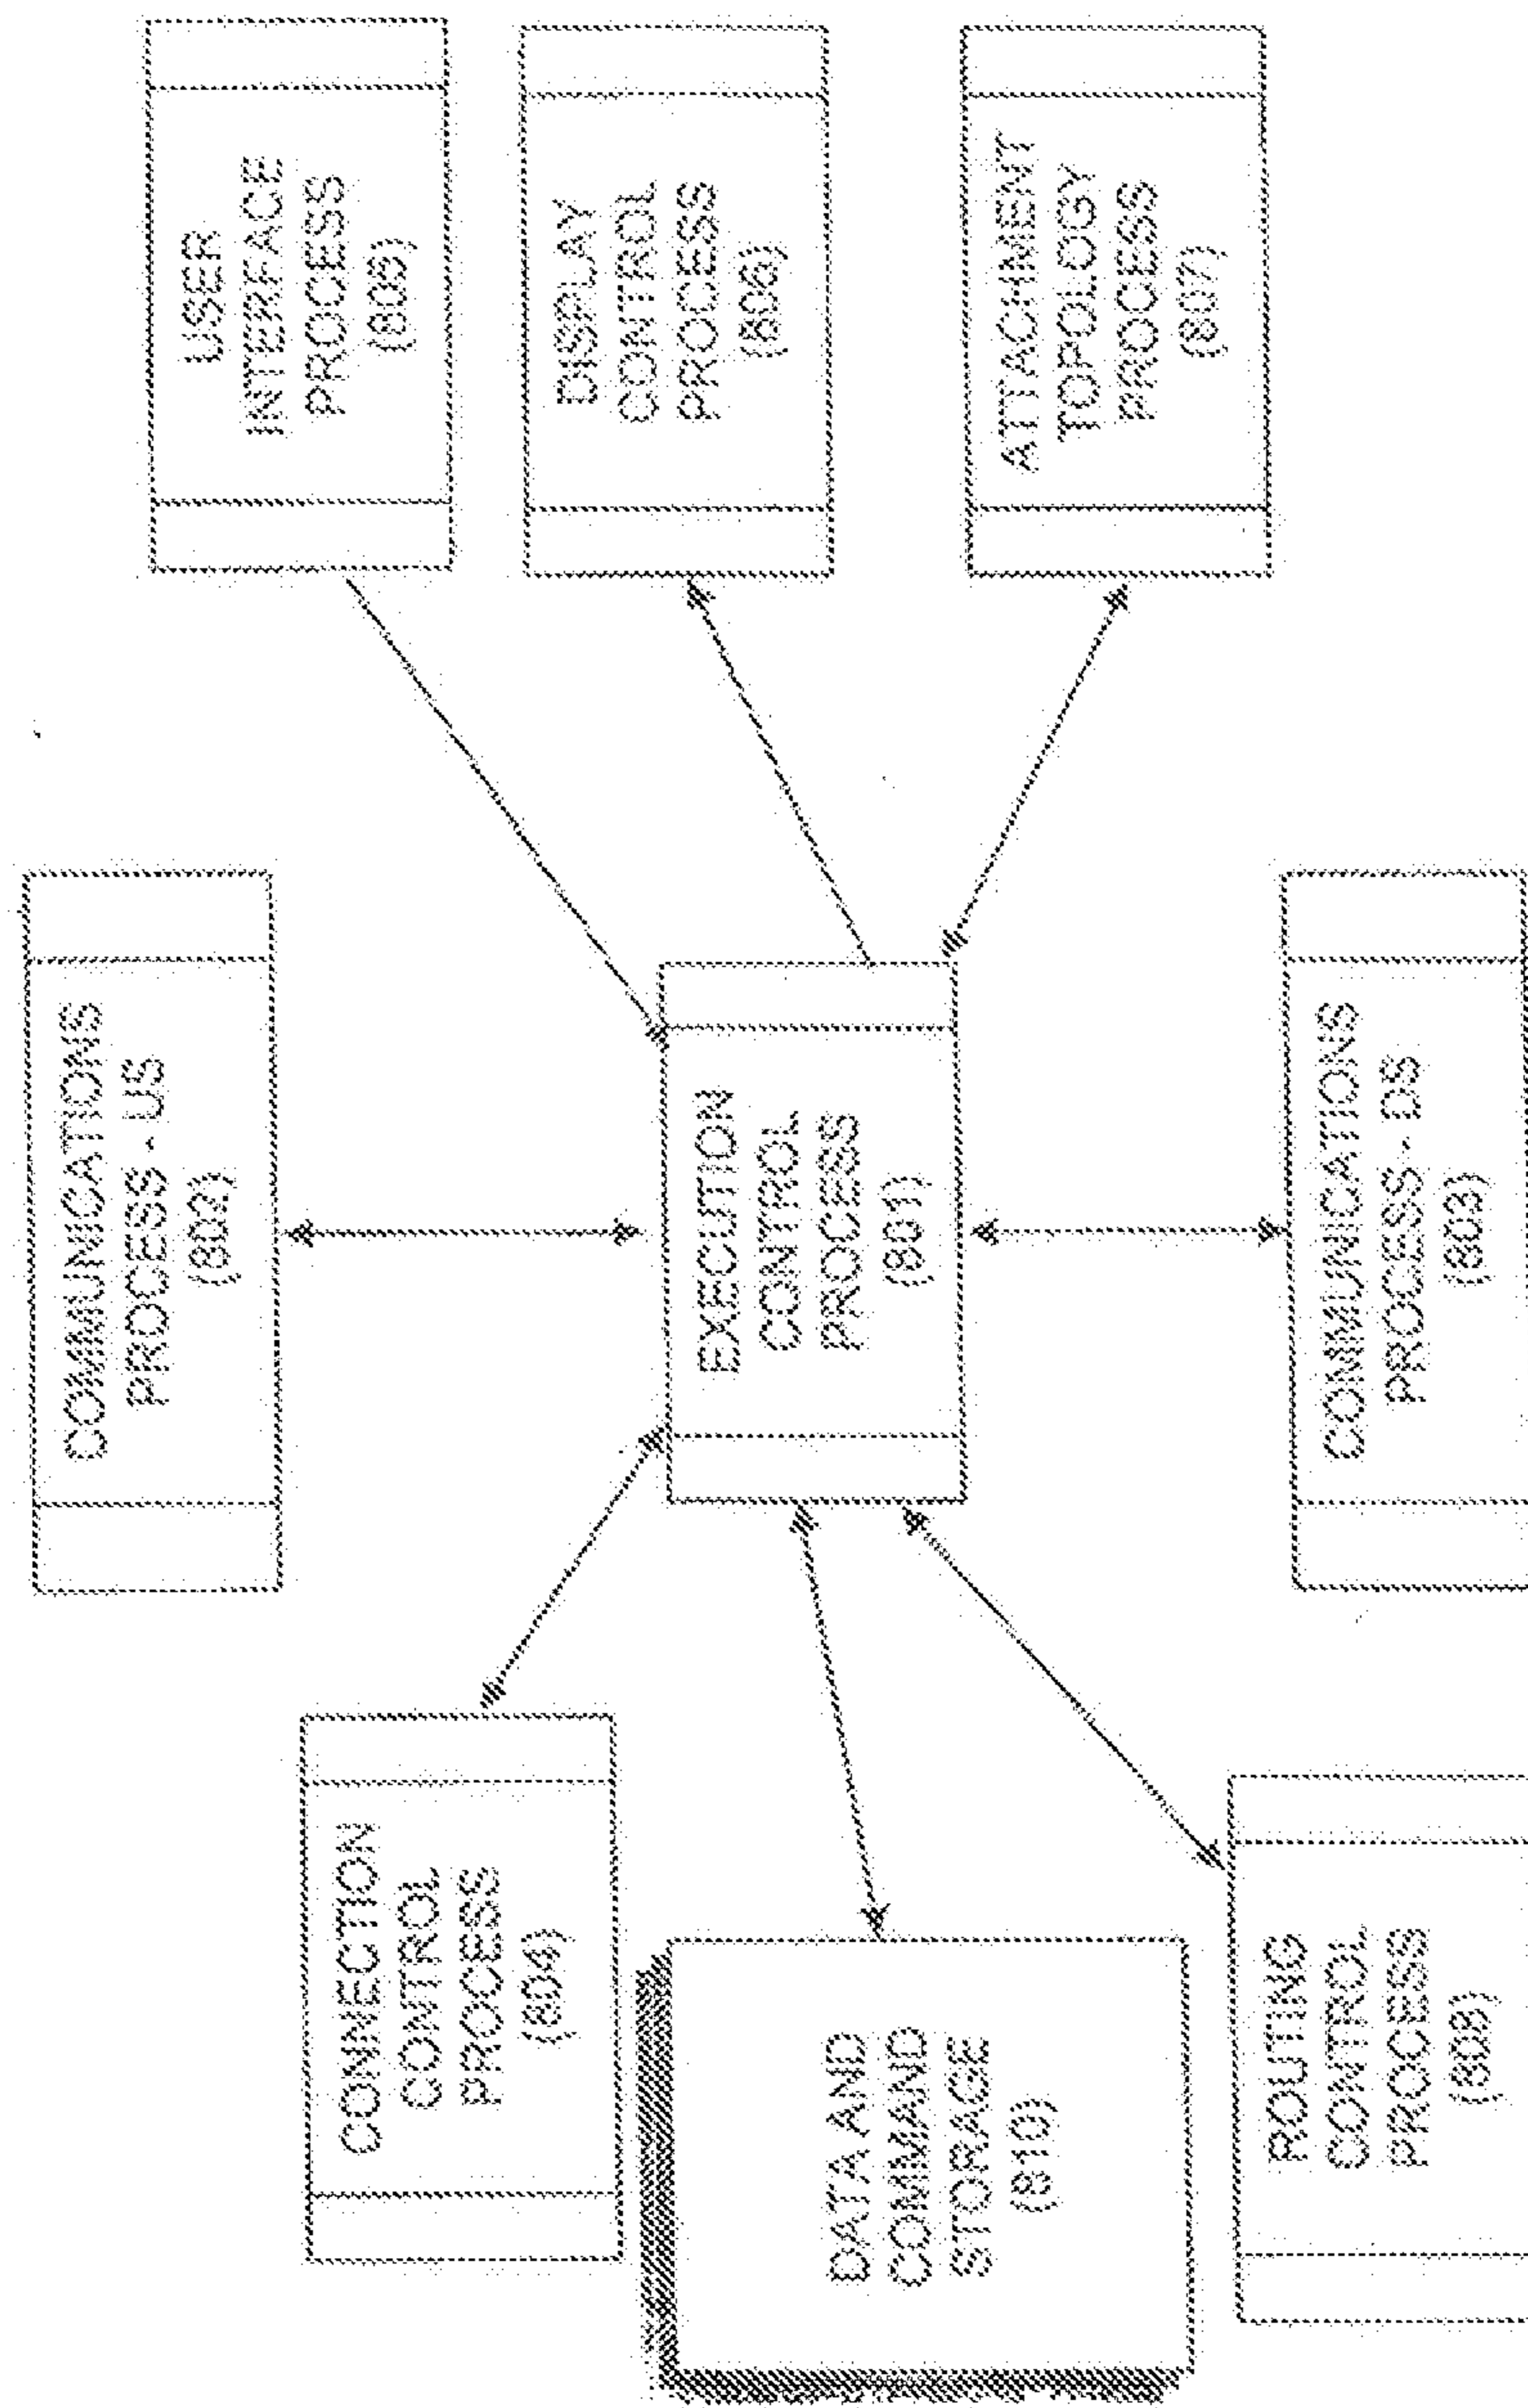 COMMUNICATIONS
PROCESS - US
(802)
USER
INTERFACE
PROCESS
(805)
CONNECTION
CONTROL
PROCESS
(804)
DISPLAY
CONTROL
PROCESS
(806)
EXECUTION
CONTROL
PROCESS
(801)
DATA AND
COMMAND
STORAGE
(810)
ATTACHMENT
TOPOLOGY
PROCESS
(807)
ROUTING
CONTROL
PROCESS
(808)
COMMUNICATIONS
PROCESS - DS
(803)